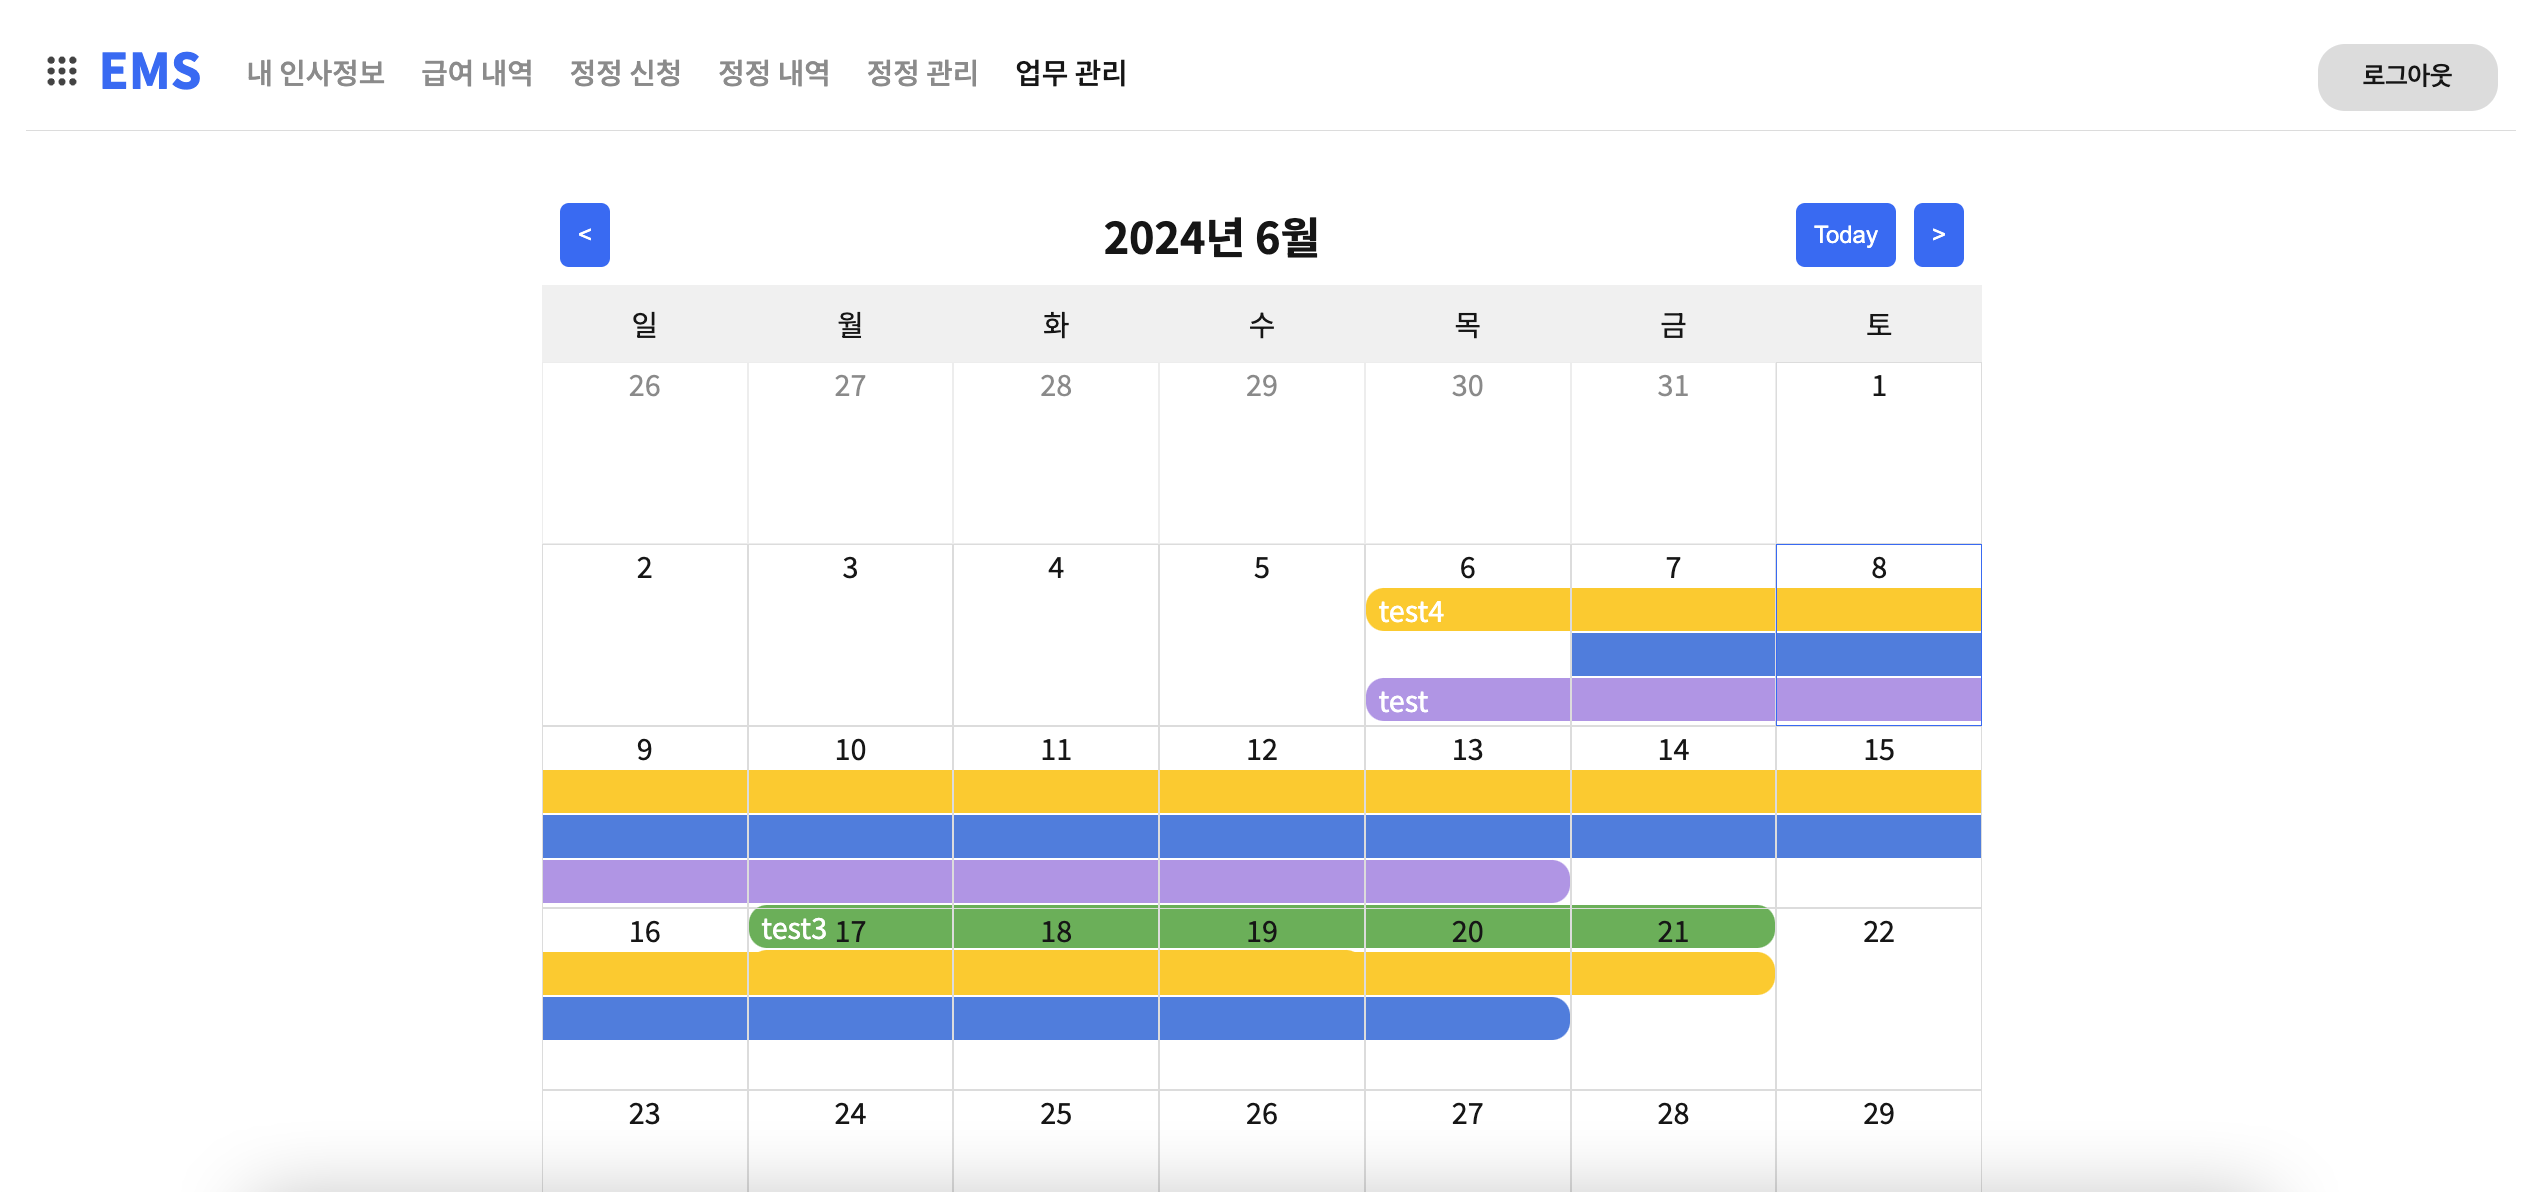 EMS 내 인사정보 급여 내역 정정 신청 정정 내역 정정 관리 업무 관리 로그아웃
< 2024년 6월 Today >
일 월 화 수 목 금 토
26 27 28 29 30 31 1
2 3 4 5 6 7 8
test4
test
9 10 11 12 13 14 15
16 test3 17 18 19 20 21 22
23 24 25 26 27 28 29